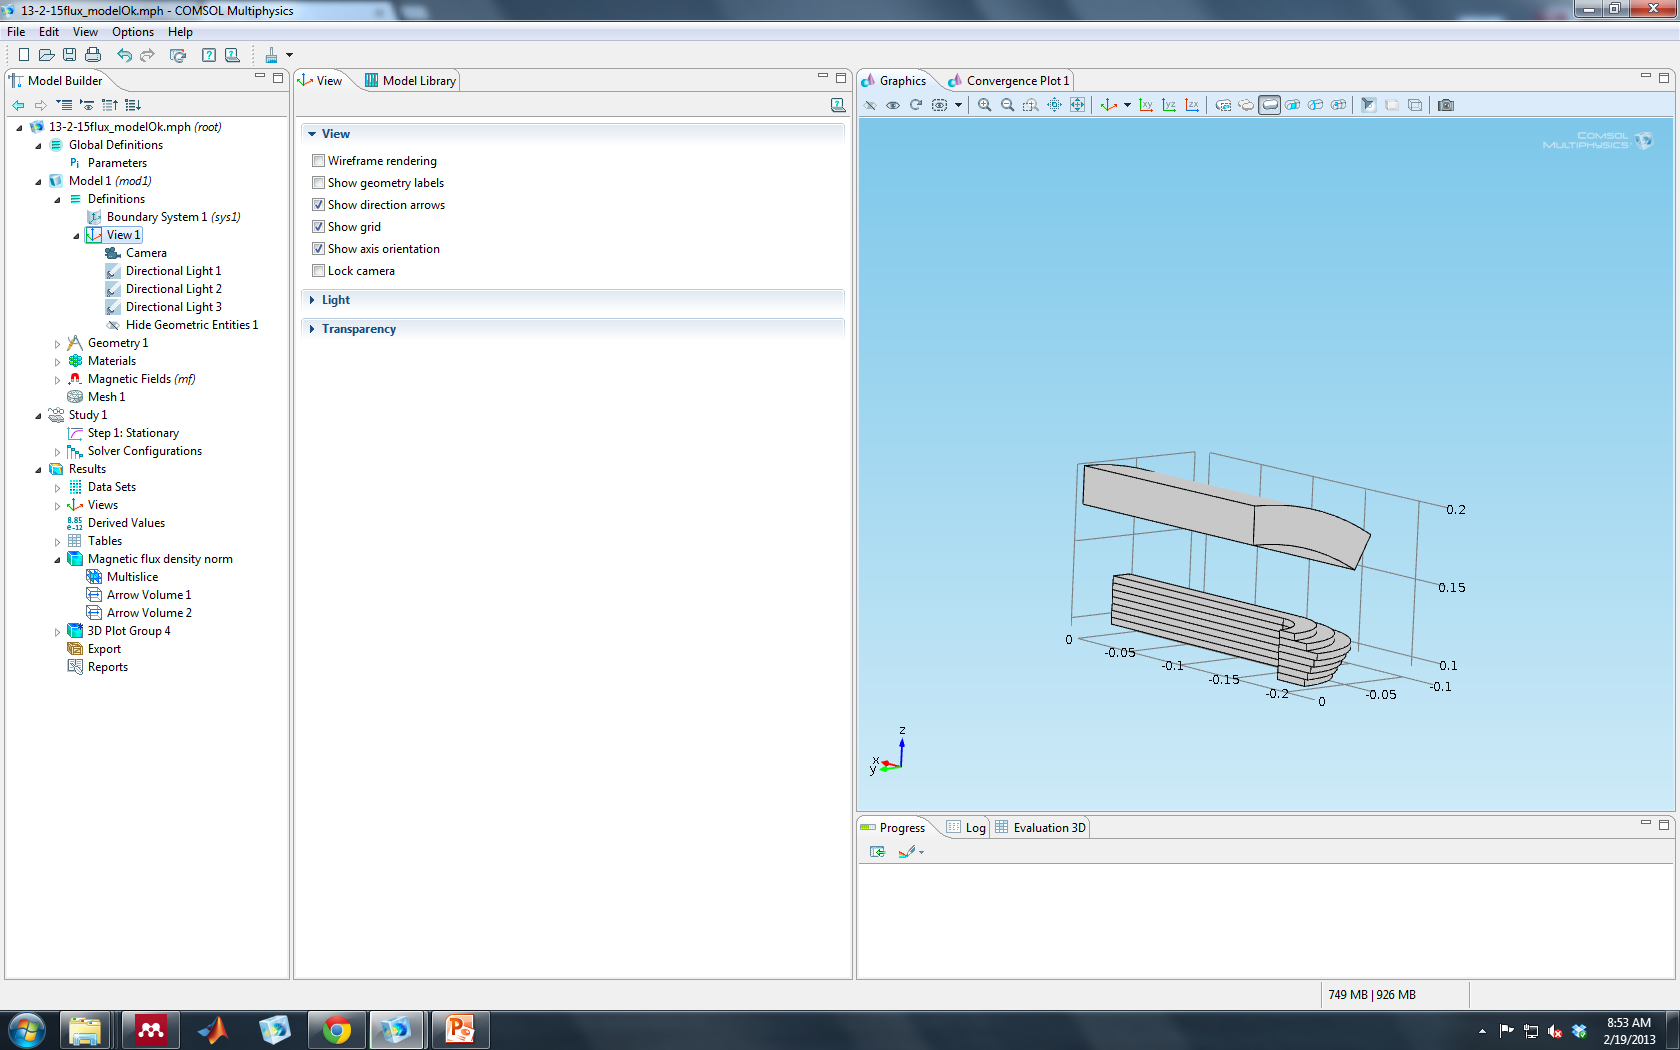 13-2-15flux_modelOk.mph - COMSOL Multiphysics
File Edit View Options Help
Model Builder
13-2-15flux_modelOk.mph (root)
Global Definitions
Pi Parameters
Model 1 (mod1)
Definitions
Boundary System 1 (sys1)
View 1
Camera
Directional Light 1
Directional Light 2
Directional Light 3
Hide Geometric Entities 1
Geometry 1
Materials
Magnetic Fields (mf)
Mesh 1
Study 1
Step 1: Stationary
Solver Configurations
Results
Data Sets
Views
8.85
e-12
Derived Values
Tables
Magnetic flux density norm
Multislice
Arrow Volume 1
Arrow Volume 2
3D Plot Group 4
Export
Reports
View Model Library
View
Wireframe rendering
Show geometry labels
Show direction arrows
Show grid
Show axis orientation
Lock camera
Light
Transparency
Graphics Convergence Plot 1
xy yz zx
COMSOL
MULTIPHYSICS
0.2
0.15
0.1
0
-0.05
-0.1
-0.15
-0.2
0
-0.05
-0.1
z
x
y
Progress Log Evaluation 3D
749 MB | 926 MB
8:53 AM
2/19/2013